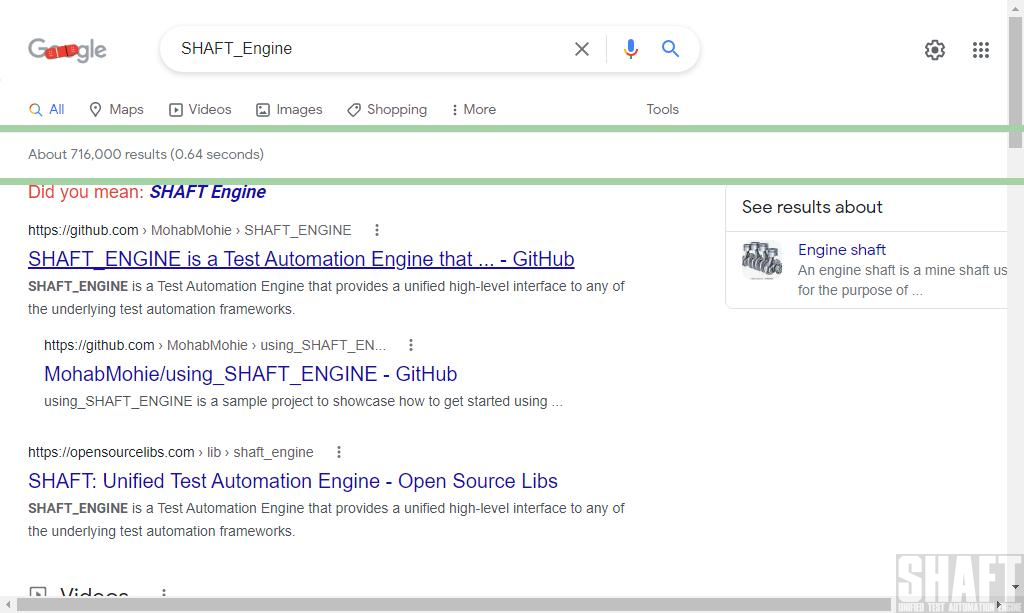 Google
SHAFT_Engine
All Maps Videos Images Shopping More Tools
About 716,000 results (0.64 seconds)
Did you mean: SHAFT Engine
https://github.com › MohabMohie › SHAFT_ENGINE
SHAFT_ENGINE is a Test Automation Engine that ... - GitHub
SHAFT_ENGINE is a Test Automation Engine that provides a unified high-level interface to any of
the underlying test automation frameworks.
https://github.com › MohabMohie › using_SHAFT_EN...
MohabMohie/using_SHAFT_ENGINE - GitHub
using_SHAFT_ENGINE is a sample project to showcase how to get started using ...
https://opensourcelibs.com › lib › shaft_engine
SHAFT: Unified Test Automation Engine - Open Source Libs
SHAFT_ENGINE is a Test Automation Engine that provides a unified high-level interface to any of
the underlying test automation frameworks.
Videos
See results about
Engine shaft
An engine shaft is a mine shaft us
for the purpose of ...
SHAFT
UNIFIED TEST AUTOMATION ENGINE